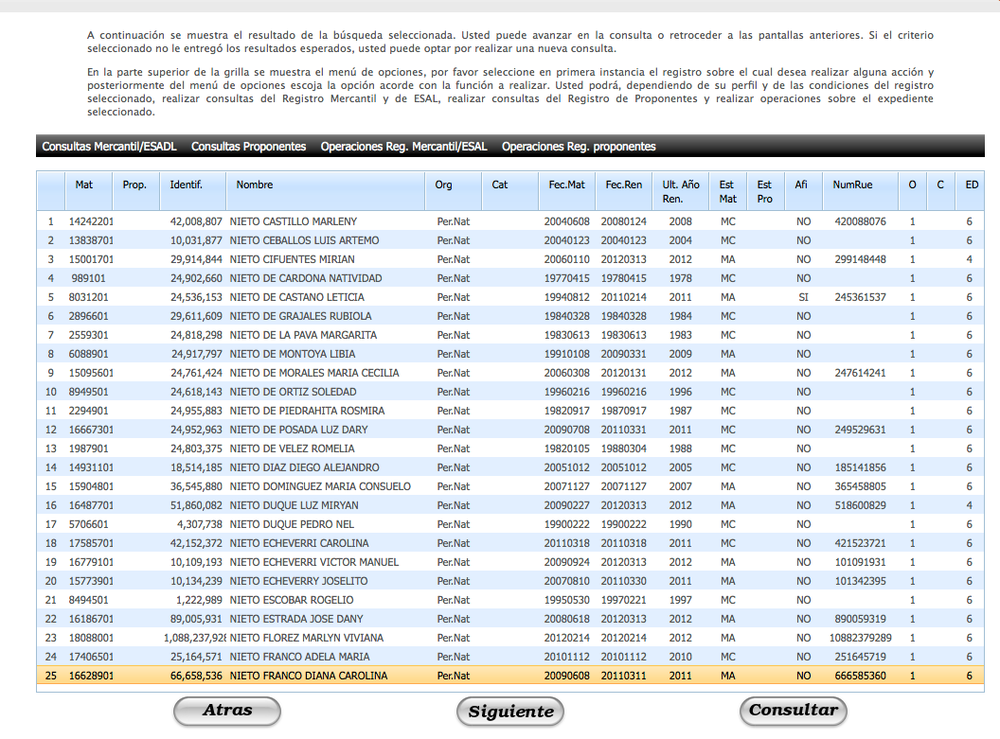 A continuación se muestra el resultado de la búsqueda seleccionada. Usted puede avanzar en la consulta o retroceder a las pantallas anteriores. Si el criterio
seleccionado no le entregó los resultados esperados, usted puede optar por realizar una nueva consulta.
En la parte superior de la grilla se muestra el menú de opciones, por favor seleccione en primera instancia el registro sobre el cual desea realizar alguna acción y
posteriormente del menú de opciones escoja la opción acorde con la función a realizar. Usted podrá, dependiendo de su perfil y de las condiciones del registro
seleccionado, realizar consultas del Registro Mercantil y de ESAL, realizar consultas del Registro de Proponentes y realizar operaciones sobre el expediente
seleccionado.
Consultas Mercantil/ESADL Consultas Proponentes Operaciones Reg. Mercantil/ESAL Operaciones Reg. proponentes
Mat Prop. Identif. Nombre Org Cat Fec.Mat Fec.Ren Ult. Año Est Est Afi NumRue O C ED
Ren. Mat Pro
1 14242201 42,008,807 NIETO CASTILLO MARLENY Per.Nat 20040608 20080124 2008 MC NO 420088076 1 6
2 13838701 10,031,877 NIETO CEBALLOS LUIS ARTEMO Per.Nat 20040123 20040123 2004 MC NO 1 6
3 15001701 29,914,844 NIETO CIFUENTES MIRIAN Per.Nat 20060110 20120313 2012 MA NO 299148448 1 4
4 989101 24,902,660 NIETO DE CARDONA NATIVIDAD Per.Nat 19770415 19780415 1978 MC NO 1 6
5 8031201 24,536,153 NIETO DE CASTANO LETICIA Per.Nat 19940812 20110214 2011 MA SI 245361537 1 6
6 2896601 29,611,609 NIETO DE GRAJALES RUBIOLA Per.Nat 19840328 19840328 1984 MC NO 1 6
7 2559301 24,818,298 NIETO DE LA PAVA MARGARITA Per.Nat 19830613 19830613 1983 MC NO 1 6
8 6088901 24,917,797 NIETO DE MONTOYA LIBIA Per.Nat 19910108 20090331 2009 MA NO 1 6
9 15095601 24,761,424 NIETO DE MORALES MARIA CECILIA Per.Nat 20060308 20120131 2012 MA NO 247614241 1 6
10 8949501 24,618,143 NIETO DE ORTIZ SOLEDAD Per.Nat 19960216 19960216 1996 MC NO 1 6
11 2294901 24,955,883 NIETO DE PIEDRAHITA ROSMIRA Per.Nat 19820917 19870917 1987 MC NO 1 6
12 16667301 24,952,963 NIETO DE POSADA LUZ DARY Per.Nat 20090708 20110331 2011 MC NO 249529631 1 6
13 1987901 24,803,375 NIETO DE VELEZ ROMELIA Per.Nat 19820105 19880304 1988 MC NO 1 6
14 14931101 18,514,185 NIETO DIAZ DIEGO ALEJANDRO Per.Nat 20051012 20051012 2005 MC NO 185141856 1 6
15 15904801 36,545,880 NIETO DOMINGUEZ MARIA CONSUELO Per.Nat 20071127 20071127 2007 MA NO 365458805 1 6
16 16487701 51,860,082 NIETO DUQUE LUZ MIRYAN Per.Nat 20090227 20120313 2012 MA NO 518600829 1 4
17 5706601 4,307,738 NIETO DUQUE PEDRO NEL Per.Nat 19900222 19900222 1990 MC NO 1 6
18 17585701 42,152,372 NIETO ECHEVERRI CAROLINA Per.Nat 20110318 20110318 2011 MC NO 421523721 1 6
19 16779101 10,109,193 NIETO ECHEVERRI VICTOR MANUEL Per.Nat 20090924 20120313 2012 MA NO 101091931 1 6
20 15773901 10,134,239 NIETO ECHEVERRY JOSELITO Per.Nat 20070810 20110330 2011 MA NO 101342395 1 6
21 8494501 1,222,989 NIETO ESCOBAR ROGELIO Per.Nat 19950530 19970221 1997 MC NO 1 6
22 16186701 89,005,931 NIETO ESTRADA JOSE DANY Per.Nat 20080618 20120313 2012 MA NO 890059319 1 6
23 18088001 1,088,237,928 NIETO FLOREZ MARLYN VIVIANA Per.Nat 20120214 20120214 2012 MA NO 10882379289 1 6
24 17406501 25,164,571 NIETO FRANCO ADELA MARIA Per.Nat 20101112 20101112 2010 MC NO 251645719 1 6
25 16628901 66,658,536 NIETO FRANCO DIANA CAROLINA Per.Nat 20090608 20110311 2011 MA NO 666585360 1 6
Atras Siguiente Consultar